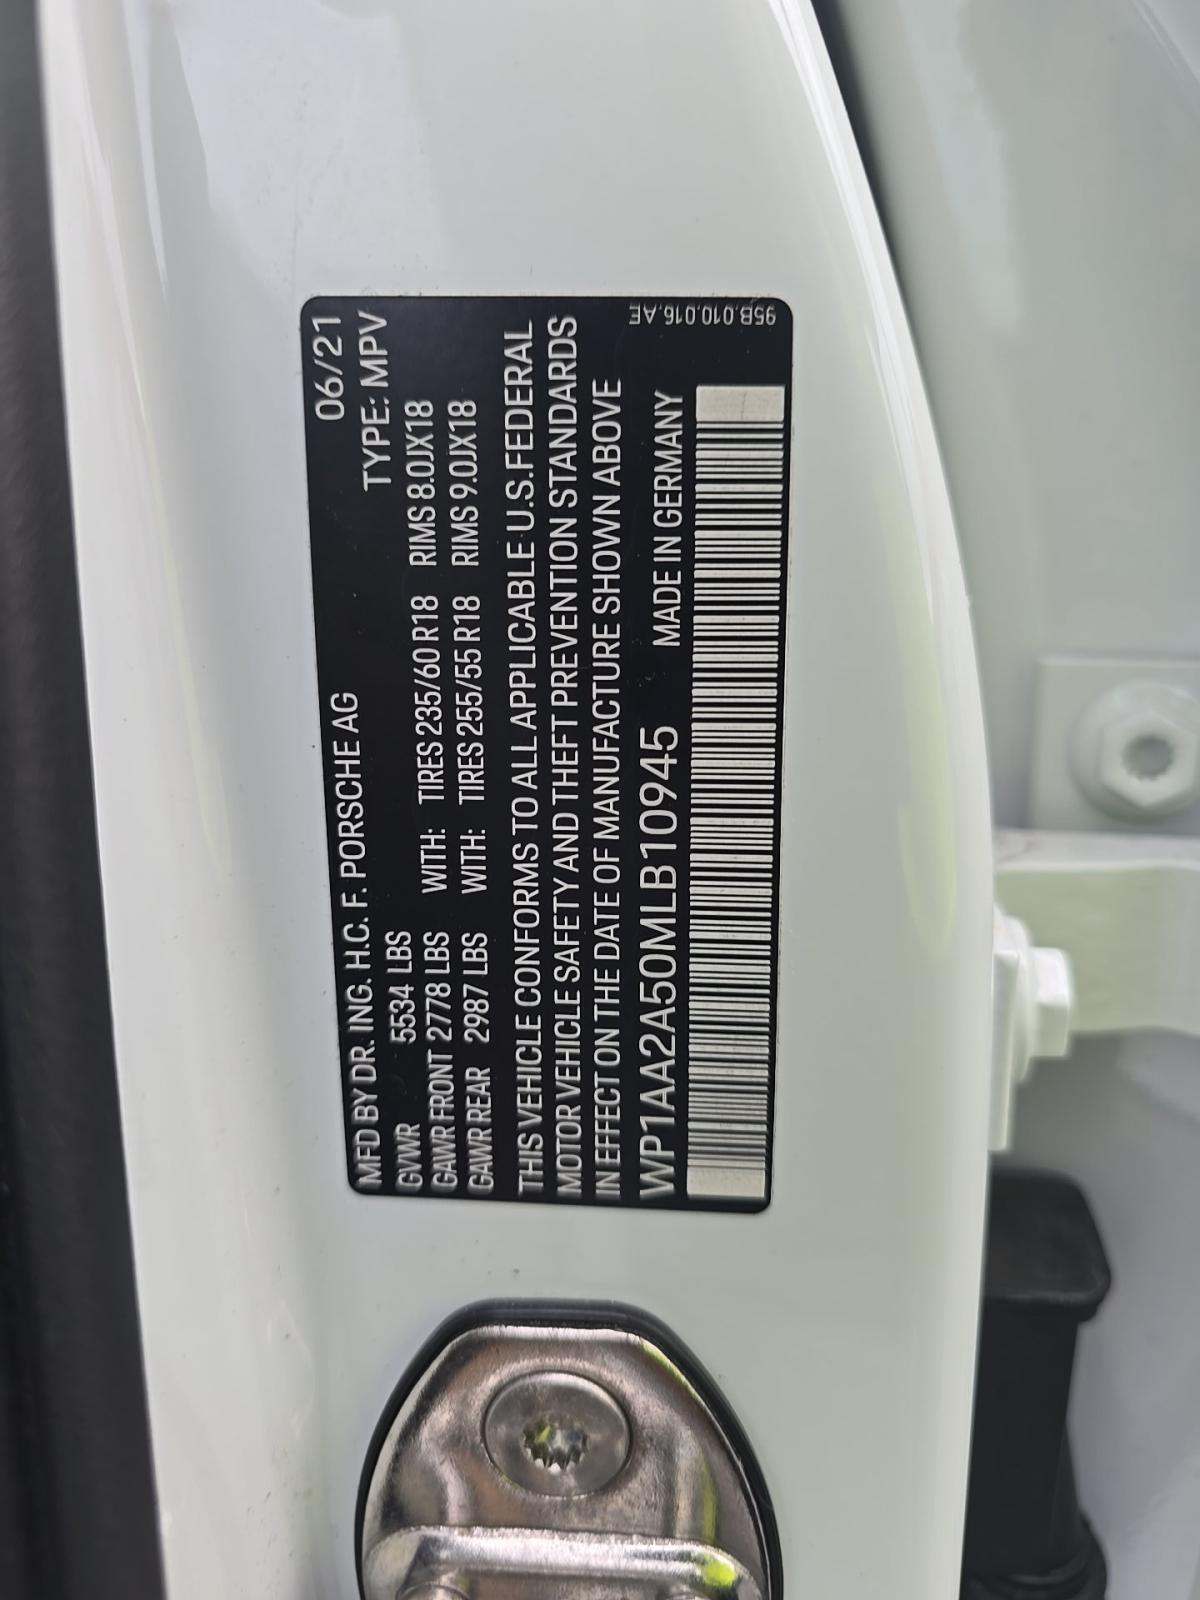 06/21
MFD BY DR. ING. H.C. F. PORSCHE AG TYPE: MPV
GVWR 5534 LBS
GAWR FRONT 2778 LBS WITH: TIRES 235/60 R18 RIMS 8.0JX18
GAWR REAR 2987 LBS WITH: TIRES 255/55 R18 RIMS 9.0JX18
THIS VEHICLE CONFORMS TO ALL APPLICABLE U.S.FEDERAL
MOTOR VEHICLE SAFETY AND THEFT PREVENTION STANDARDS
IN EFFECT ON THE DATE OF MANUFACTURE SHOWN ABOVE
WP1AA2A50MLB10945 MADE IN GERMANY
95B.010.016.AE